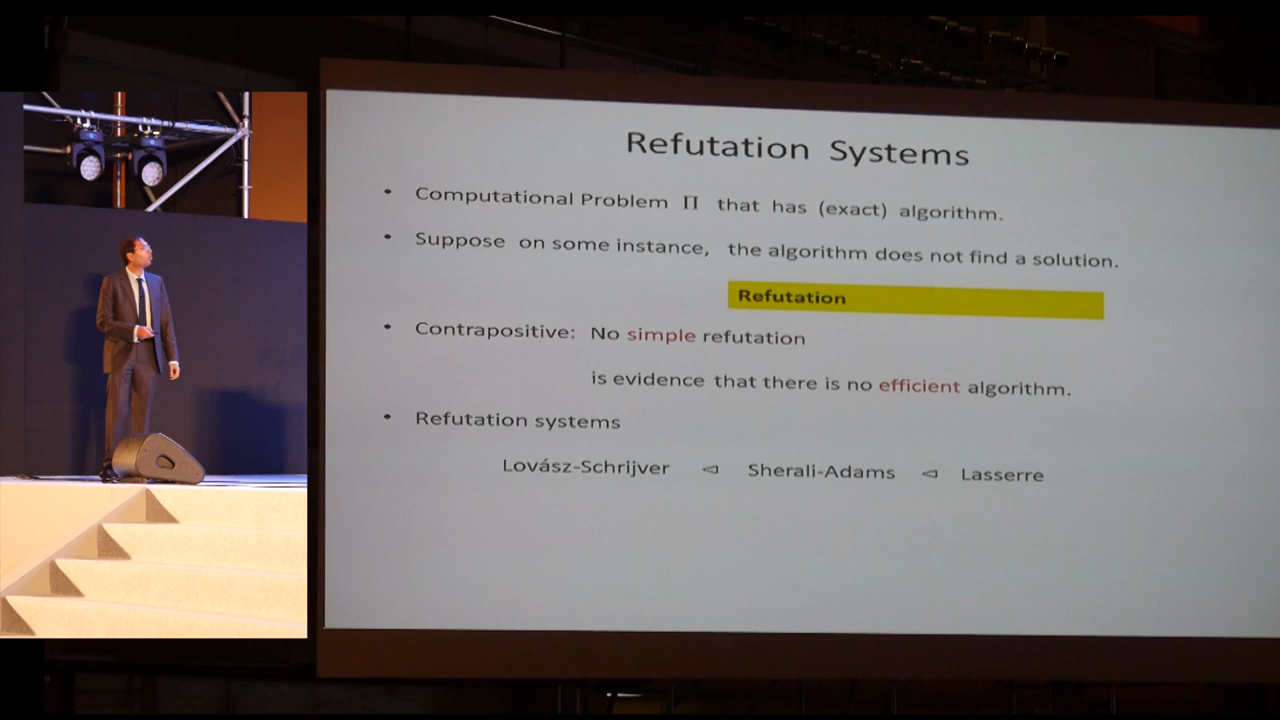 Refutation Systems
• Computational Problem Π that has (exact) algorithm.
• Suppose on some instance, the algorithm does not find a solution.
Refutation
• Contrapositive: No simple refutation
is evidence that there is no efficient algorithm.
• Refutation systems
Lovász-Schrijver ⊲ Sherali-Adams ⊲ Lasserre